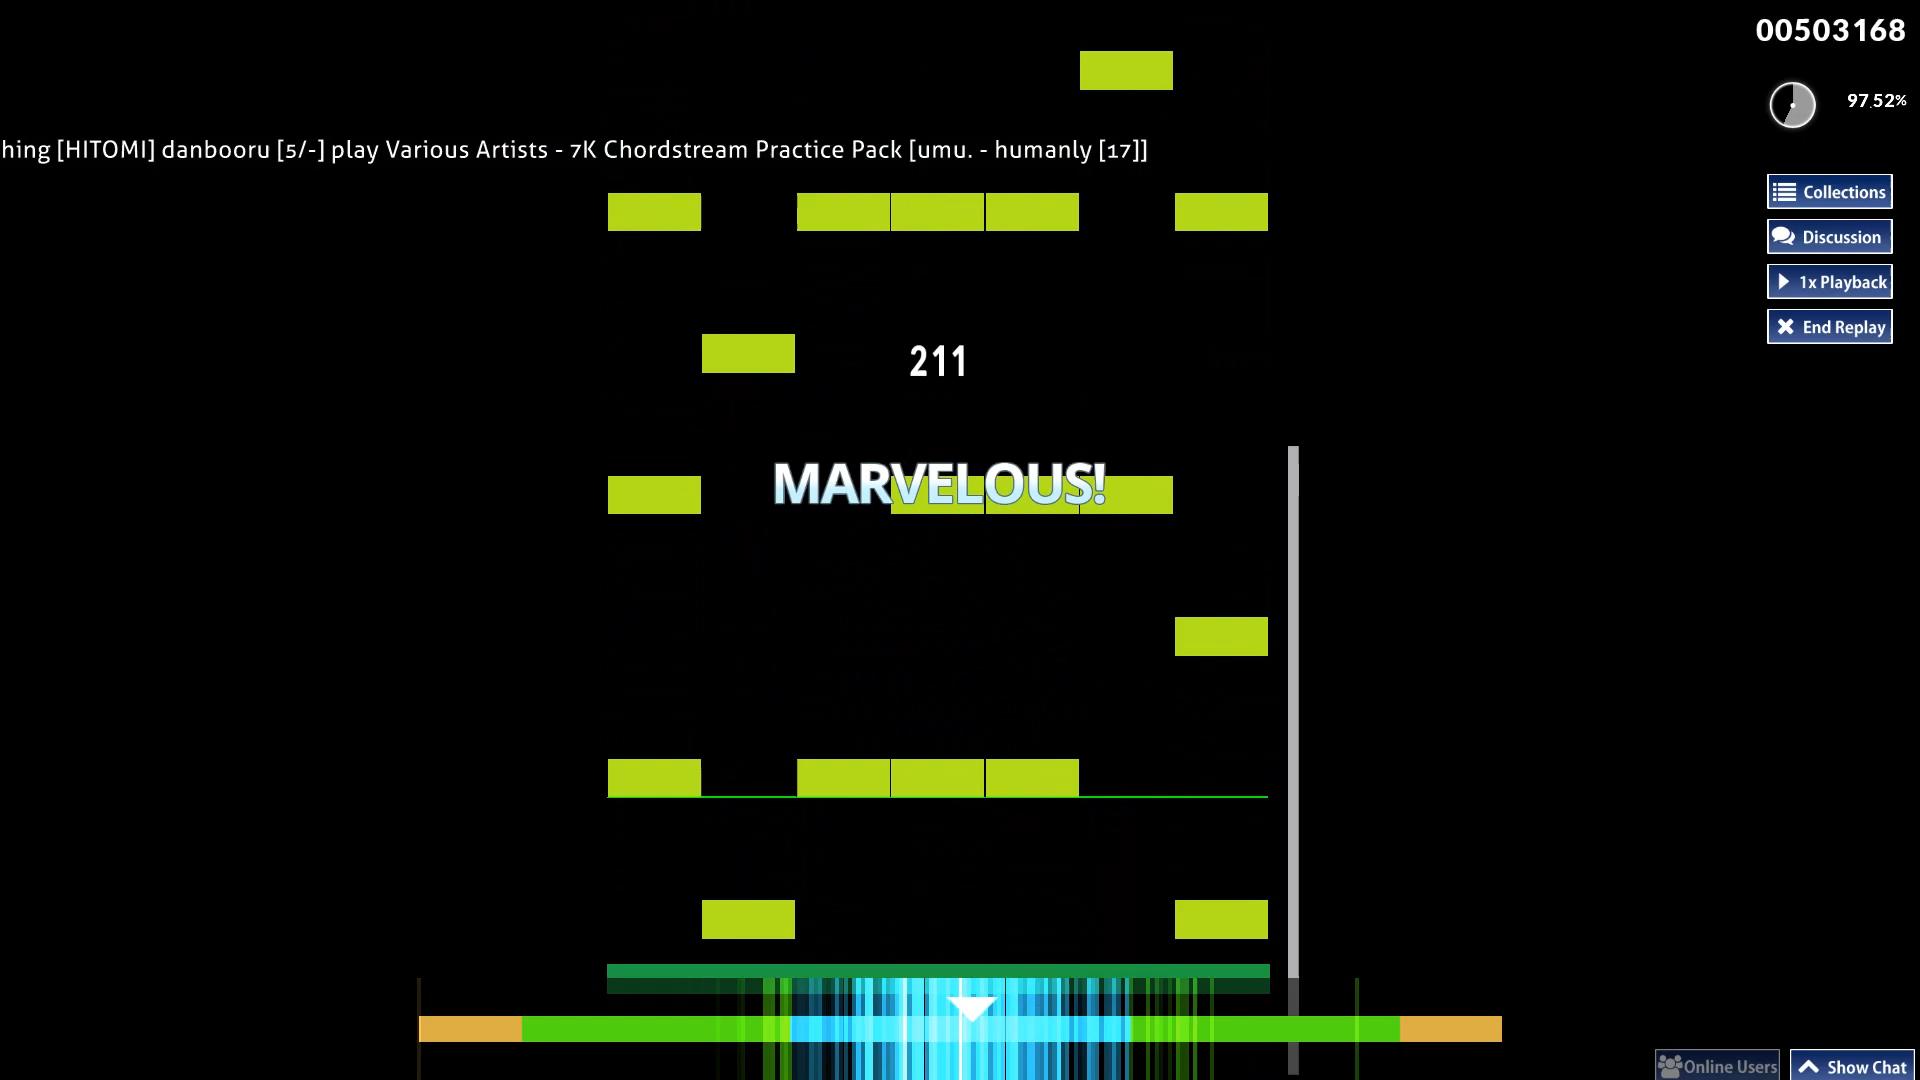 00503168
97.52%
hing [HITOMI] danbooru [5/-] play Various Artists - 7K Chordstream Practice Pack [umu. - humanly [17]]
Collections
Discussion
1x Playback
End Replay
211
MARVELOUS!
Online Users
Show Chat